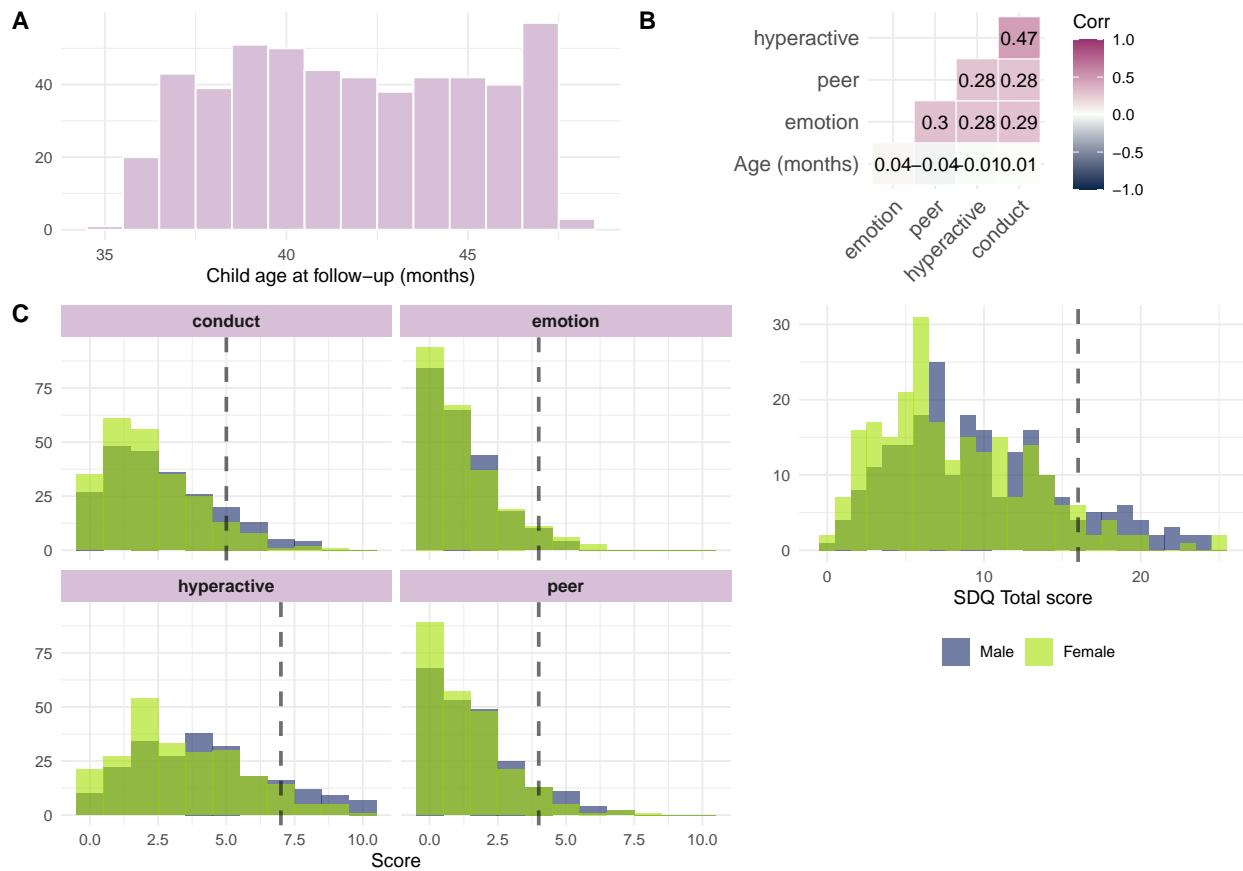 A
40
20
0
35
40
45
Child age at follow−up (months)
B
hyperactive
0.47
peer
0.28
0.28
emotion
0.3
0.28
0.29
Age (months)
0.04
−0.04
−0.01
0.01
emotion
peer
hyperactive
conduct
Corr
1.0
0.5
0.0
−0.5
−1.0
C
conduct
emotion
75
50
25
0
hyperactive
peer
75
50
25
0
0.0
2.5
5.0
7.5
10.0
0.0
2.5
5.0
7.5
10.0
Score
30
20
10
0
0
10
20
SDQ Total score
Male
Female